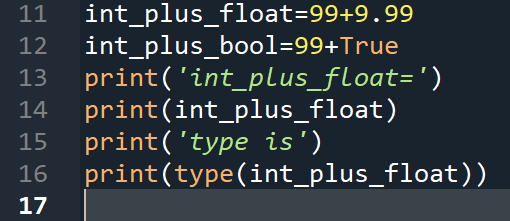 11 int_plus_float=99+9.99
12 int_plus_bool=99+True
13 print('int_plus_float=')
14 print(int_plus_float)
15 print('type is')
16 print(type(int_plus_float))
17